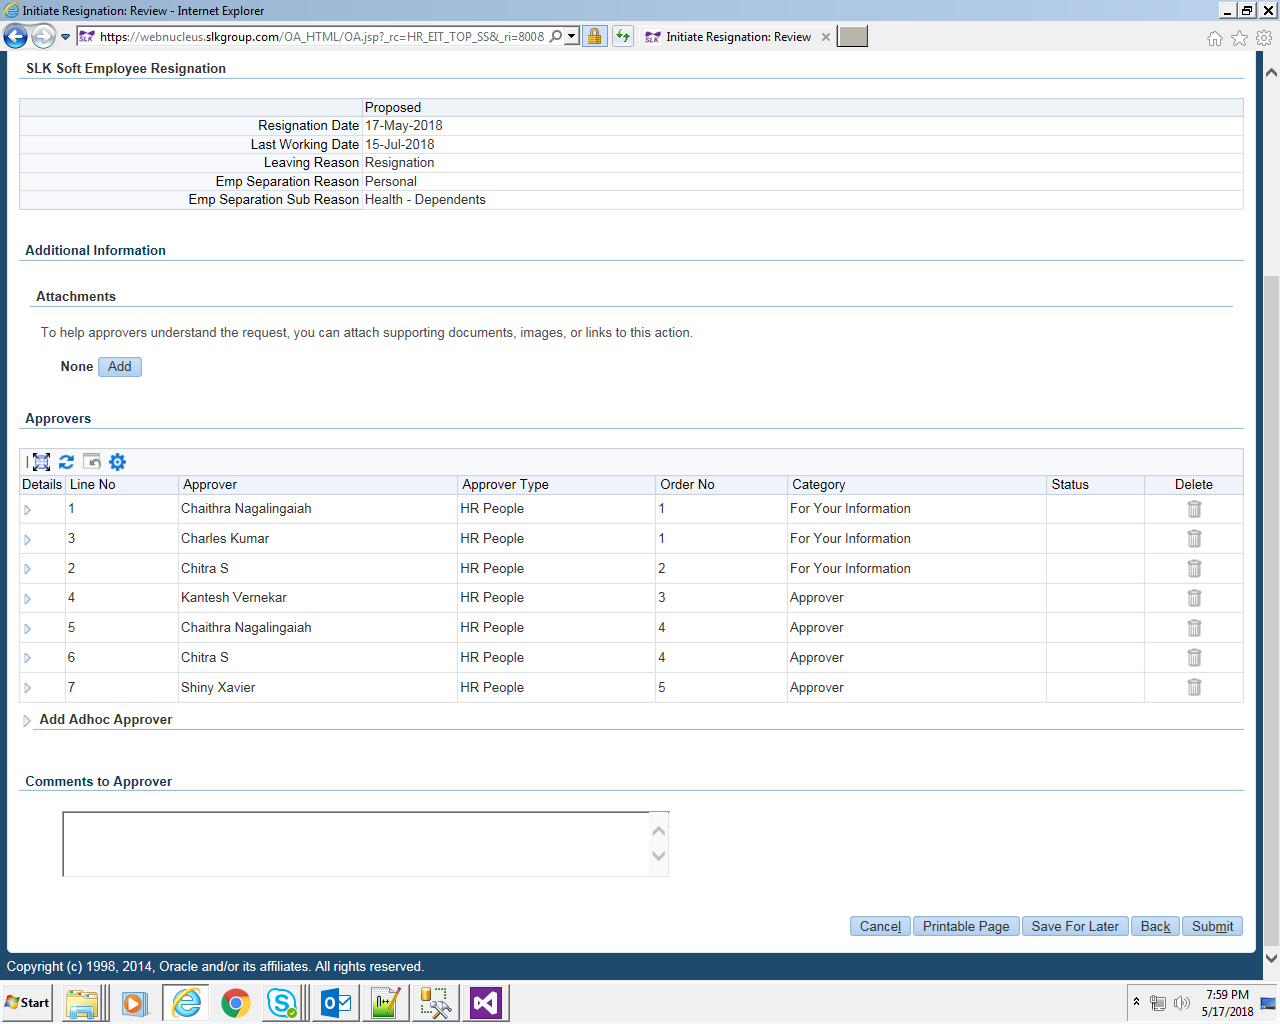 Initiate Resignation: Review - Internet Explorer
SLK https://webnucleus.slkgroup.com/OA_HTML/OA.jsp?_rc=HR_EIT_TOP_SS&_ri=800& SLK Initiate Resignation: Review
SLK Soft Employee Resignation
Proposed
Resignation Date 17-May-2018
Last Working Date 15-Jul-2018
Leaving Reason Resignation
Emp Separation Reason Personal
Emp Separation Sub Reason Health - Dependents
Additional Information
Attachments
To help approvers understand the request, you can attach supporting documents, images, or links to this action.
None Add
Approvers
Details Line No Approver Approver Type Order No Category Status Delete
1 Chaithra Nagalingaiah HR People 1 For Your Information
3 Charles Kumar HR People 1 For Your Information
2 Chitra S HR People 2 For Your Information
4 Kantesh Vernekar HR People 3 Approver
5 Chaithra Nagalingaiah HR People 4 Approver
6 Chitra S HR People 4 Approver
7 Shiny Xavier HR People 5 Approver
Add Adhoc Approver
Comments to Approver
Cancel Printable Page Save For Later Back Submit
Copyright (c) 1998, 2014, Oracle and/or its affiliates. All rights reserved.
Start 7:59 PM
5/17/2018